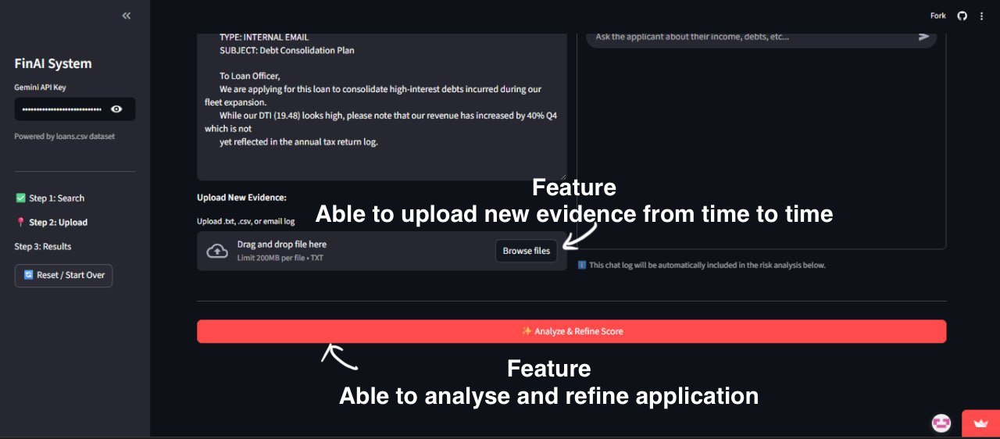 Fork
FinAI System
Gemini API Key
Powered by loans.csv dataset
Step 1: Search
Step 2: Upload
Step 3: Results
Reset / Start Over
TYPE: INTERNAL EMAIL
SUBJECT: Debt Consolidation Plan
To Loan Officer,
We are applying for this loan to consolidate high-interest debts incurred during our
fleet expansion.
While our DTI (19.48) looks high, please note that our revenue has increased by 40% Q4
which is not
yet reflected in the annual tax return log.
Ask the applicant about their income, debts, etc...
Upload New Evidence:
Feature
Able to upload new evidence from time to time
Upload .txt, .csv, or email log
Drag and drop file here
Limit 200MB per file • TXT
Browse files
This chat log will be automatically included in the risk analysis below.
Analyze & Refine Score
Feature
Able to analyse and refine application